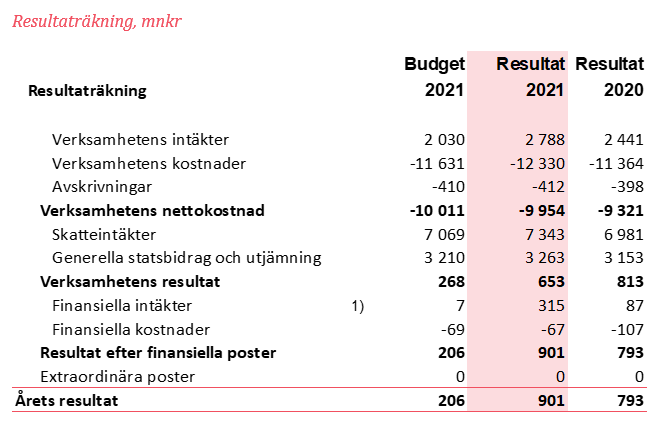 Resultaträkning, mnkr
Budget Resultat Resultat
Resultaträkning 2021 2021 2020
Verksamhetens intäkter 2 030 2 788 2 441
Verksamhetens kostnader -11 631 -12 330 -11 364
Avskrivningar -410 -412 -398
Verksamhetens nettokostnad -10 011 -9 954 -9 321
Skatteintäkter 7 069 7 343 6 981
Generella statsbidrag och utjämning 3 210 3 263 3 153
Verksamhetens resultat 268 653 813
Finansiella intäkter 1) 7 315 87
Finansiella kostnader -69 -67 -107
Resultat efter finansiella poster 206 901 793
Extraordinära poster 0 0 0
Årets resultat 206 901 793